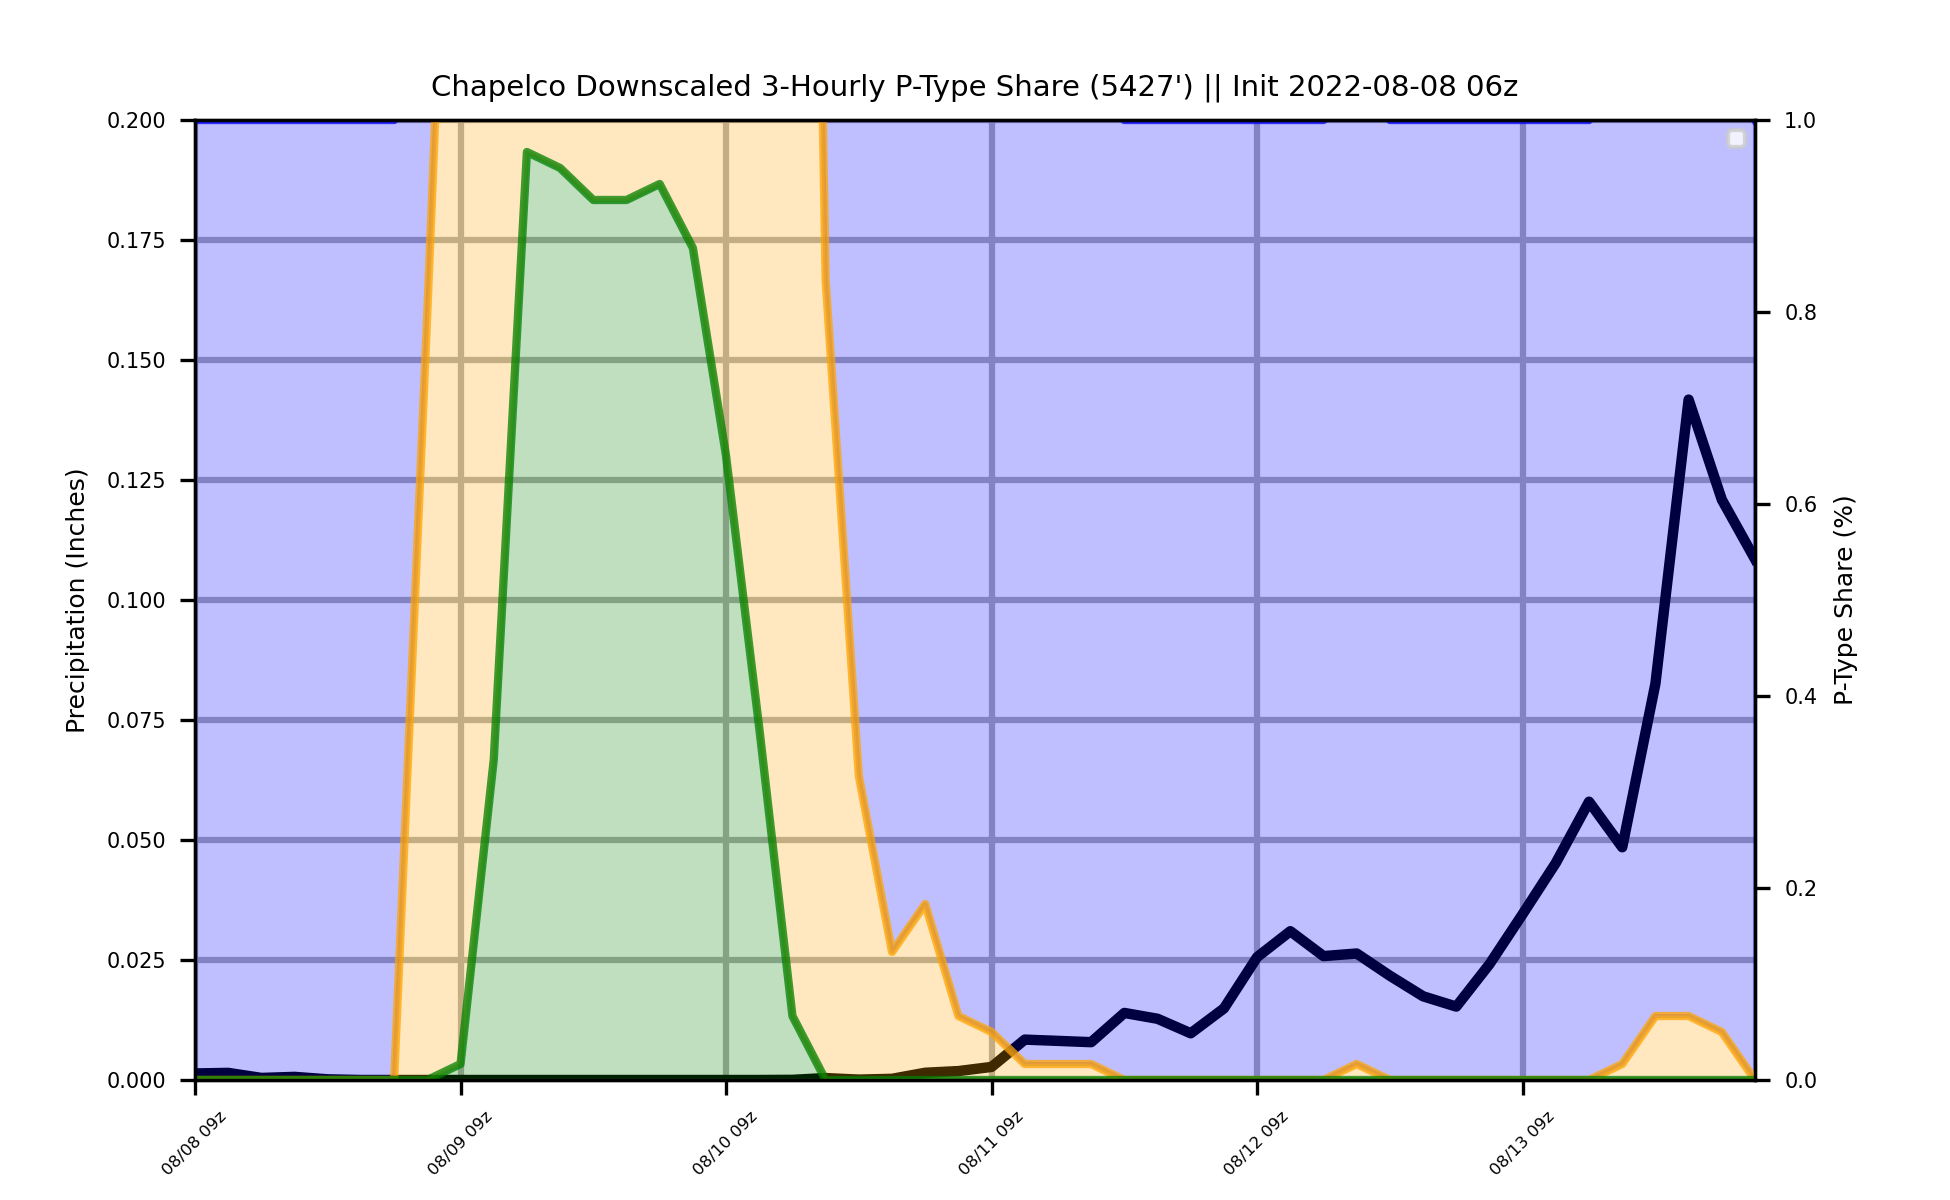 Chapelco Downscaled 3-Hourly P-Type Share (5427') || Init 2022-08-08 06z
0.200
0.175
0.150
0.125
0.100
0.075
0.050
0.025
0.000
Precipitation (Inches)
1.0
0.8
0.6
0.4
0.2
0.0
P-Type Share (%)
08/08 09z
08/09 09z
08/10 09z
08/11 09z
08/12 09z
08/13 09z